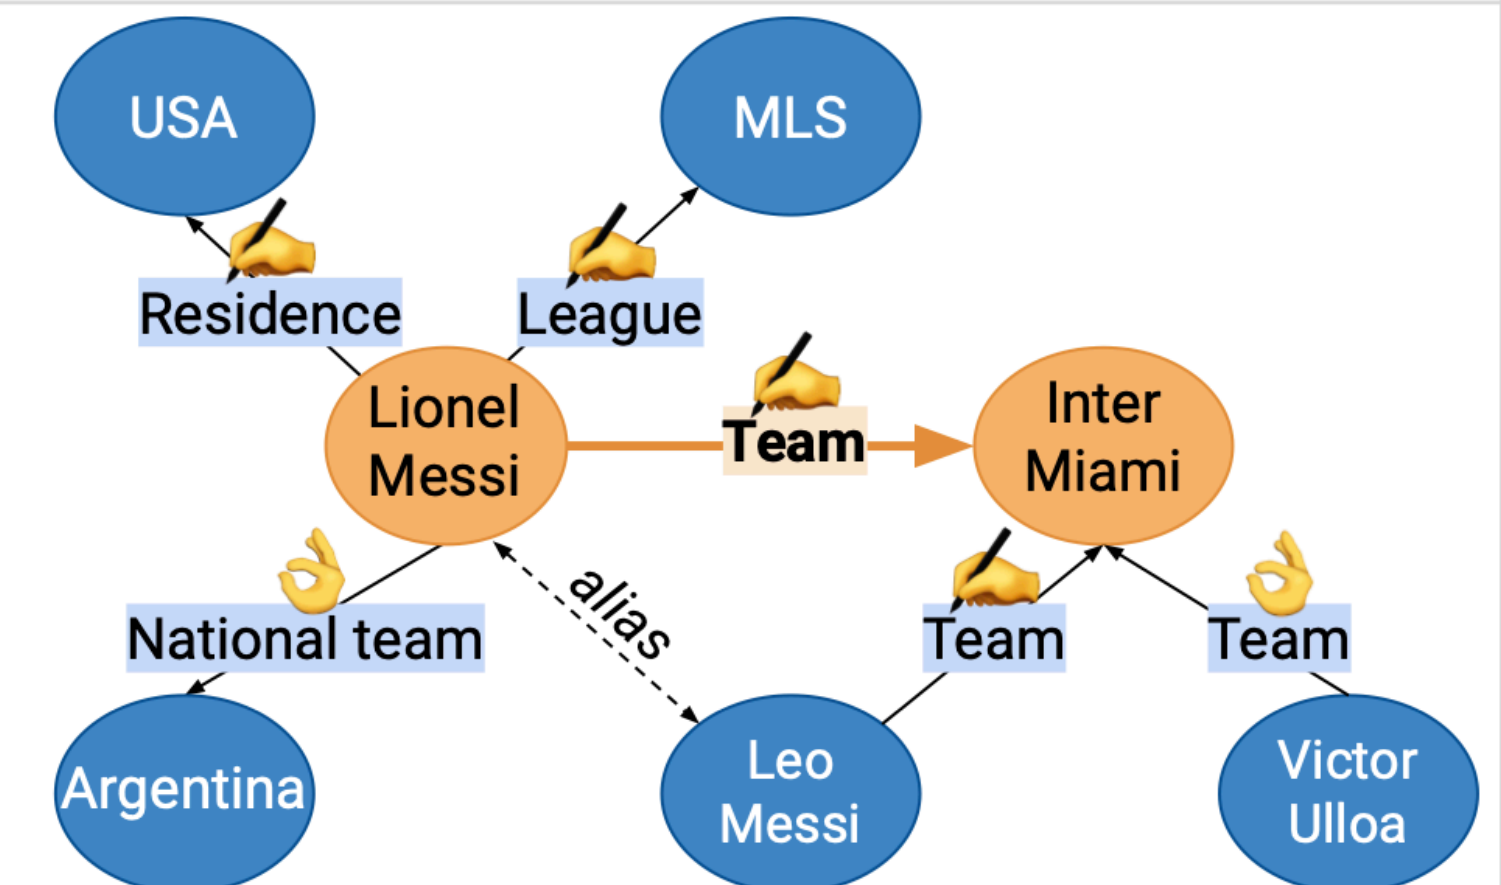 USA
MLS
Residence
League
Lionel
Messi
Team
Inter
Miami
alias
National team
Team
Team
Argentina
Leo
Messi
Victor
Ulloa